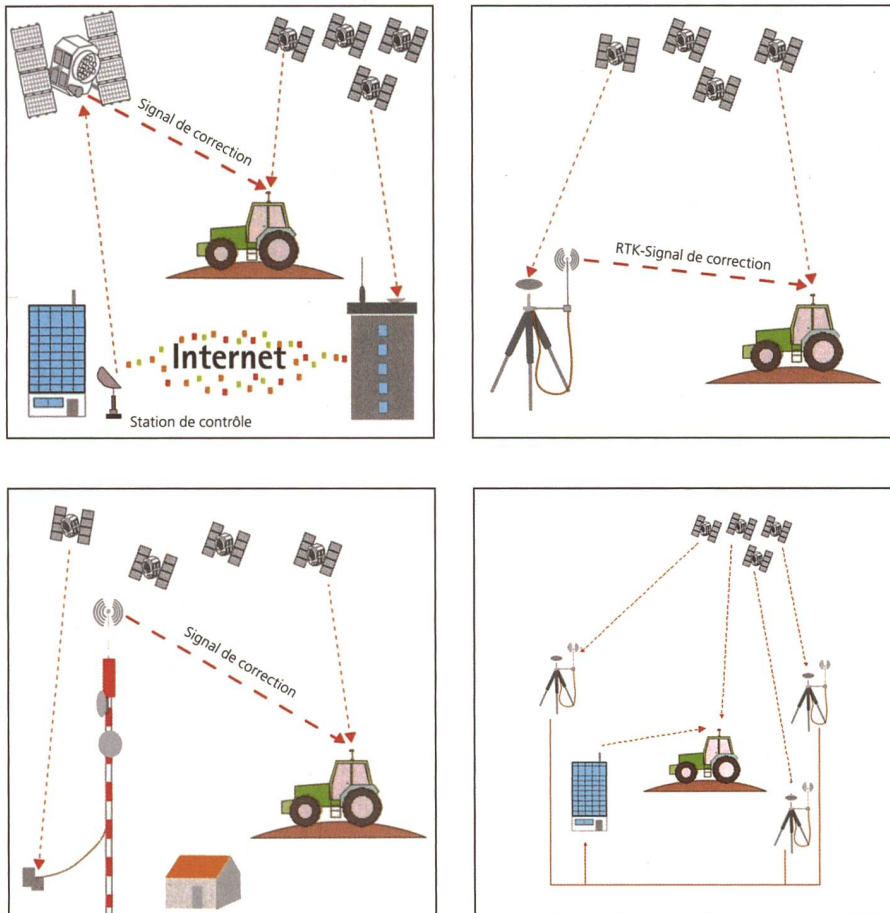 Signal de correction
Internet
Station de contrôle
RTK-Signal de correction
Signal de correction